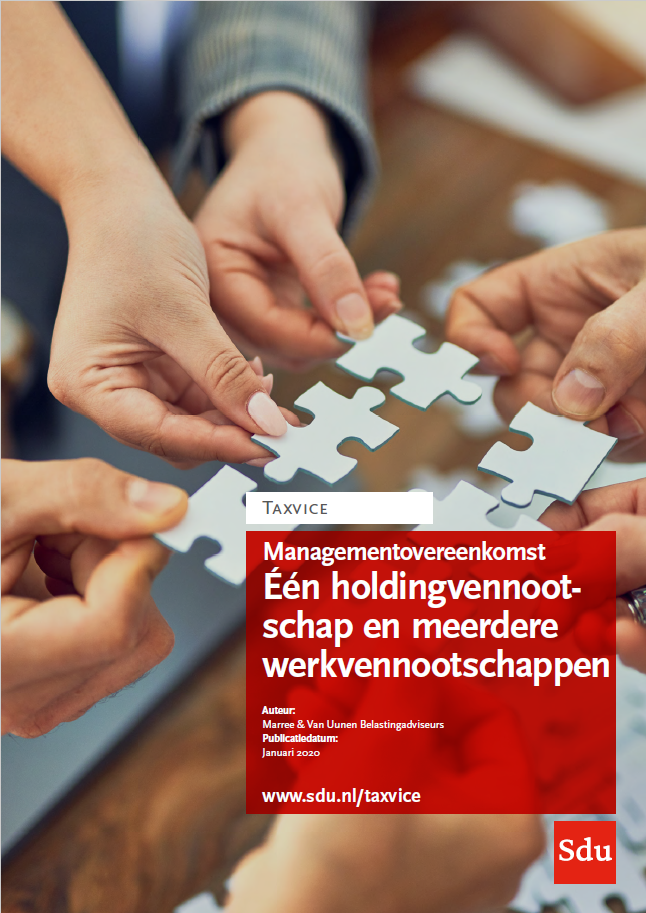 Taxvice
Managementovereenkomst
Één holdingvennoot-
schap en meerdere
werkvennootschappen
Auteur:
Marree & Van Uunen Belastingadviseurs
Publicatiedatum:
Januari 2020
www.sdu.nl/taxvice
Sdu